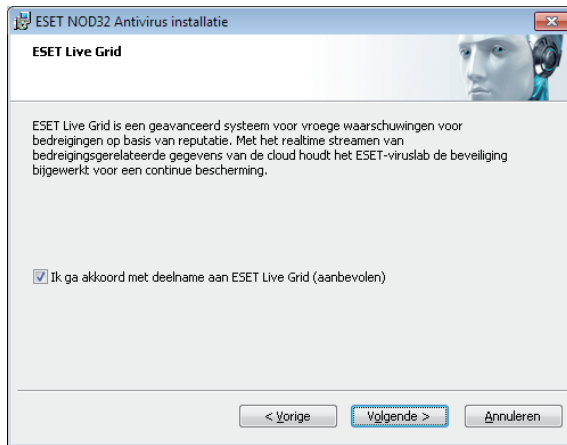 ESET NOD32 Antivirus installatie
ESET Live Grid
ESET Live Grid is een geavanceerd systeem voor vroege waarschuwingen voor
bedreigingen op basis van reputatie. Met het realtime streamen van
bedreigingsgerelateerde gegevens van de cloud houdt het ESET-viruslab de beveiliging
bijgewerkt voor een continue bescherming.
Ik ga akkoord met deelname aan ESET Live Grid (aanbevolen)
< Vorige
Volgende >
Annuleren